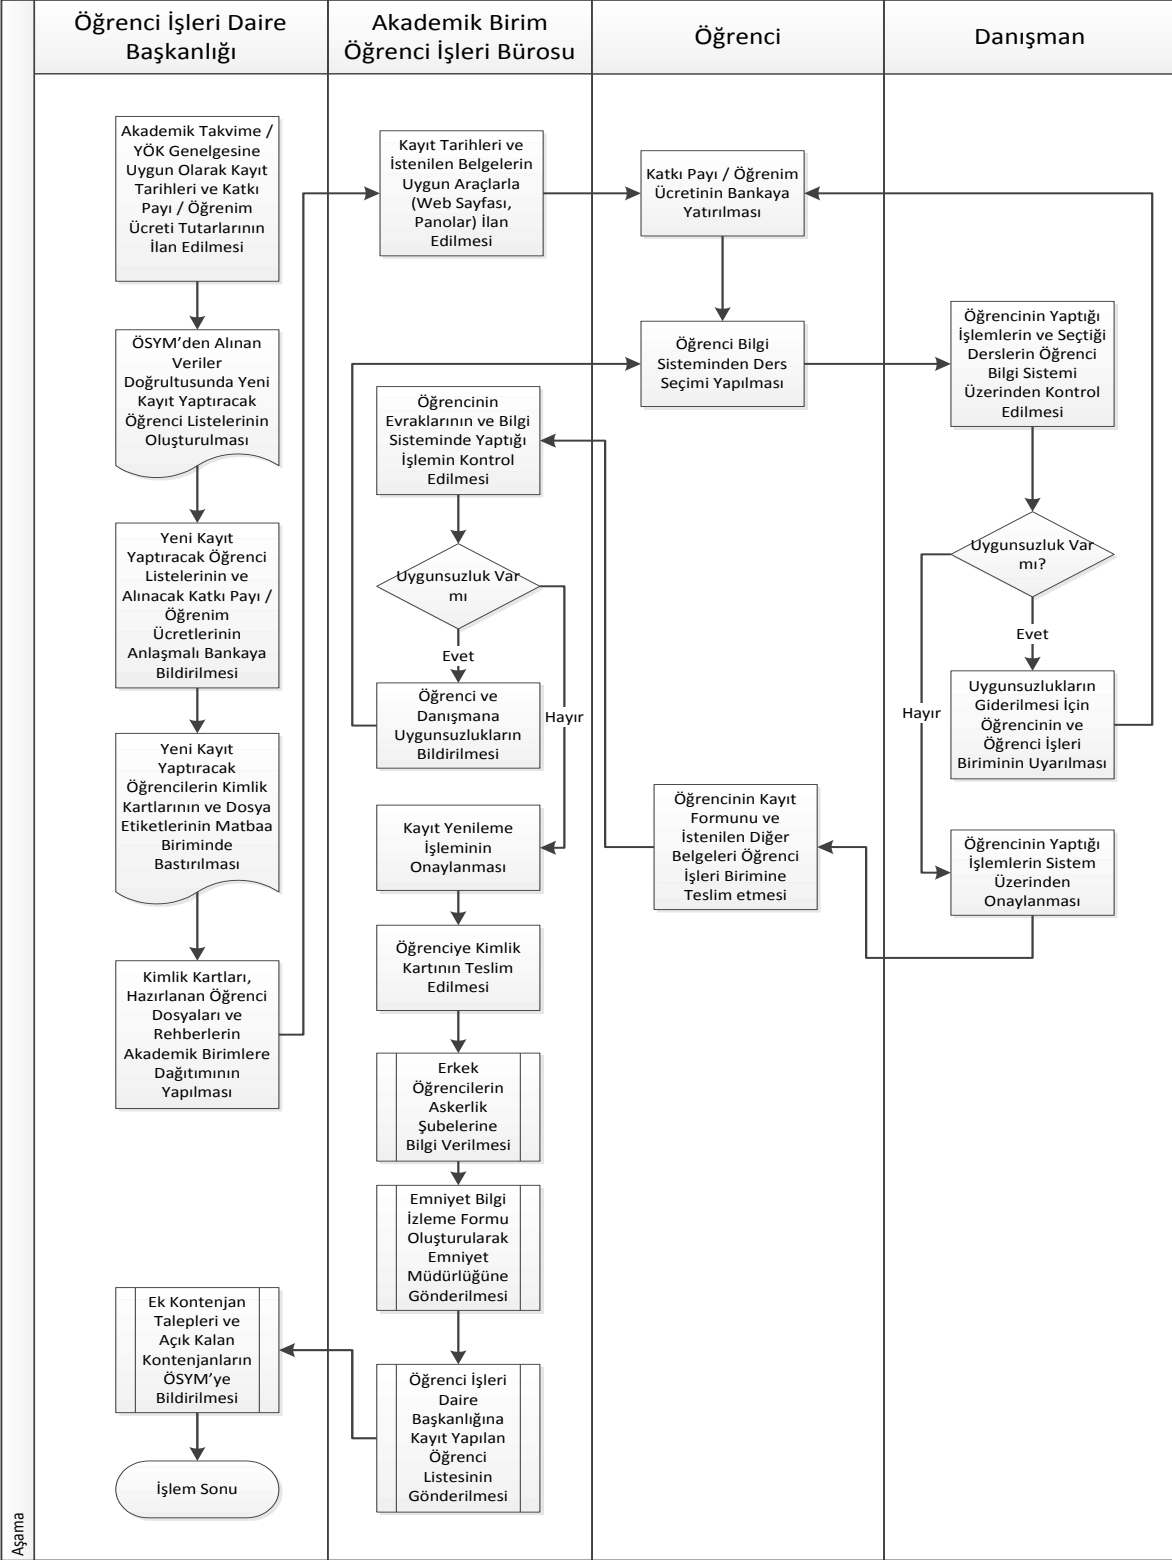 Öğrenci İşleri Daire
Başkanlığı
Akademik Birim
Öğrenci İşleri Bürosu
Öğrenci
Danışman
Akademik Takvime /
YÖK Genelgesine
Uygun Olarak Kayıt
Tarihleri ve Katkı
Payı / Öğrenim
Ücreti Tutarlarının
İlan Edilmesi
ÖSYM’den Alınan
Veriler
Doğrultusunda Yeni
Kayıt Yaptıracak
Öğrenci Listelerinin
Oluşturulması
Yeni Kayıt
Yaptıracak Öğrenci
Listelerinin ve
Alınacak Katkı Payı /
Öğrenim
Ücretlerinin
Anlaşmalı Bankaya
Bildirilmesi
Yeni Kayıt
Yaptıracak
Öğrencilerin Kimlik
Kartlarının ve Dosya
Etiketlerinin Matbaa
Biriminde
Bastırılması
Kimlik Kartları,
Hazırlanan Öğrenci
Dosyaları ve
Rehberlerin
Akademik Birimlere
Dağıtımının
Yapılması
Kayıt Tarihleri ve
İstenilen Belgelerin
Uygun Araçlarla
(Web Sayfası,
Panolar) İlan
Edilmesi
Katkı Payı / Öğrenim
Ücretinin Bankaya
Yatırılması
Öğrenci Bilgi
Sisteminden Ders
Seçimi Yapılması
Öğrencinin Yaptığı
İşlemlerin ve Seçtiği
Derslerin Öğrenci
Bilgi Sistemi
Üzerinden Kontrol
Edilmesi
Uygunsuzluk Var
mı?
Evet
Hayır
Uygunsuzlukların
Giderilmesi İçin
Öğrencinin ve
Öğrenci İşleri
Biriminin Uyarılması
Öğrencinin Yaptığı
İşlemlerin Sistem
Üzerinden
Onaylanması
Öğrencinin Kayıt
Formunu ve
İstenilen Diğer
Belgeleri Öğrenci
İşleri Birimine
Teslim etmesi
Öğrencinin
Evraklarının ve Bilgi
Sisteminde Yaptığı
İşlemin Kontrol
Edilmesi
Uygunsuzluk Var
mı
Evet
Hayır
Öğrenci ve
Danışmana
Uygunsuzlukların
Bildirilmesi
Kayıt Yenileme
İşleminin
Onaylanması
Öğrenciye Kimlik
Kartının Teslim
Edilmesi
Erkek
Öğrencilerin
Askerlik
Şubelerine
Bilgi Verilmesi
Emniyet Bilgi
İzleme Formu
Oluşturularak
Emniyet
Müdürlüğüne
Gönderilmesi
Öğrenci İşleri
Daire
Başkanlığına
Kayıt Yapılan
Öğrenci
Listesinin
Gönderilmesi
Ek Kontenjan
Talepleri ve
Açık Kalan
Kontenjanların
ÖSYM’ye
Bildirilmesi
İşlem Sonu
Aşama